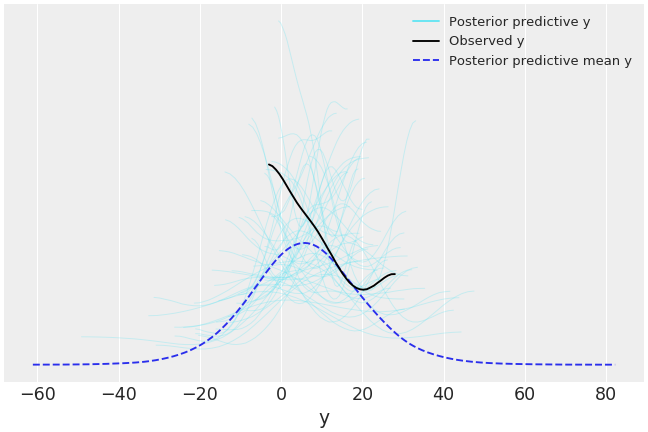 Posterior predictive y
Observed y
Posterior predictive mean y
−60 −40 −20 0 20 40 60 80
y